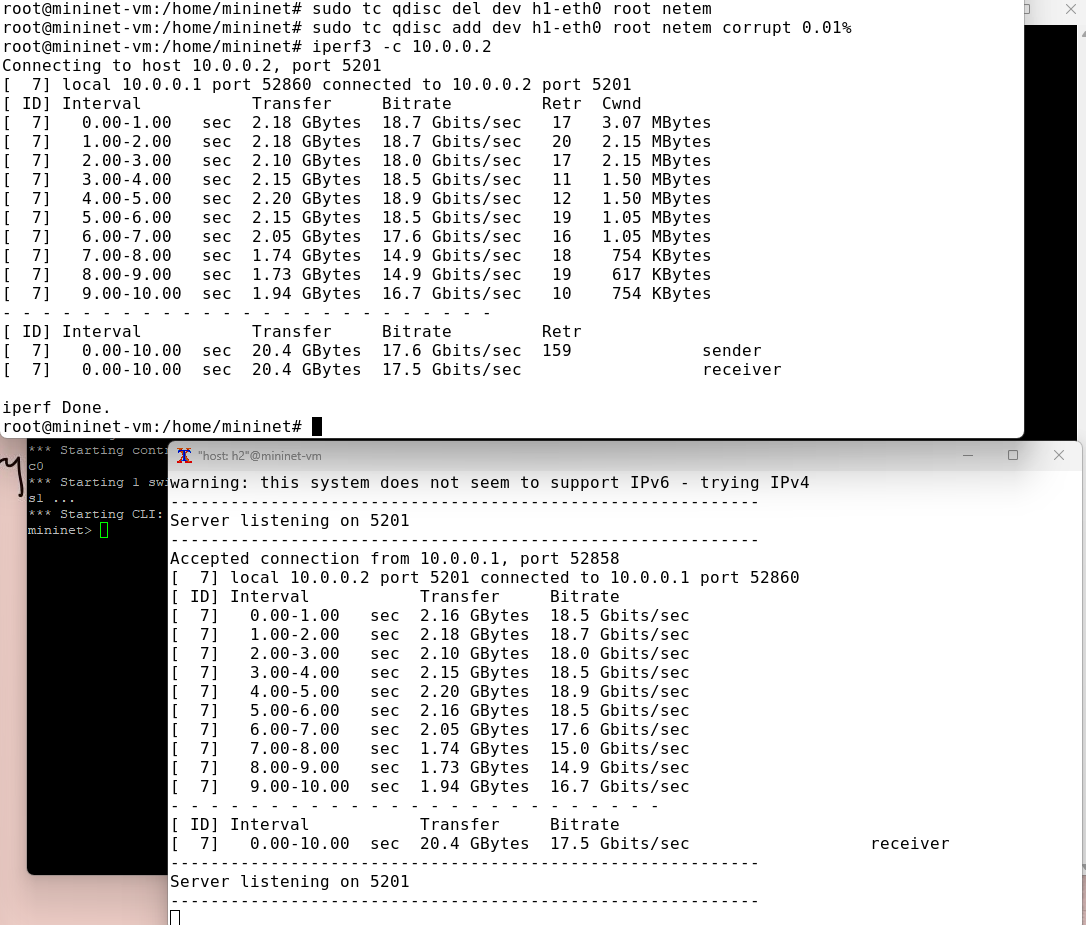 root@mininet-vm:/home/mininet# sudo tc qdisc del dev h1-eth0 root netem
root@mininet-vm:/home/mininet# sudo tc qdisc add dev h1-eth0 root netem corrupt 0.01%
root@mininet-vm:/home/mininet# iperf3 -c 10.0.0.2
Connecting to host 10.0.0.2, port 5201
[  7] local 10.0.0.1 port 52860 connected to 10.0.0.2 port 5201
[ ID] Interval           Transfer     Bitrate         Retr  Cwnd
[  7]   0.00-1.00   sec  2.18 GBytes  18.7 Gbits/sec   17   3.07 MBytes
[  7]   1.00-2.00   sec  2.18 GBytes  18.7 Gbits/sec   20   2.15 MBytes
[  7]   2.00-3.00   sec  2.10 GBytes  18.0 Gbits/sec   17   2.15 MBytes
[  7]   3.00-4.00   sec  2.15 GBytes  18.5 Gbits/sec   11   1.50 MBytes
[  7]   4.00-5.00   sec  2.20 GBytes  18.9 Gbits/sec   12   1.50 MBytes
[  7]   5.00-6.00   sec  2.15 GBytes  18.5 Gbits/sec   19   1.05 MBytes
[  7]   6.00-7.00   sec  2.05 GBytes  17.6 Gbits/sec   16   1.05 MBytes
[  7]   7.00-8.00   sec  1.74 GBytes  14.9 Gbits/sec   18    754 KBytes
[  7]   8.00-9.00   sec  1.73 GBytes  14.9 Gbits/sec   19    617 KBytes
[  7]   9.00-10.00  sec  1.94 GBytes  16.7 Gbits/sec   10    754 KBytes
- - - - - - - - - - - - - - - - - - - - - - - - -
[ ID] Interval           Transfer     Bitrate         Retr
[  7]   0.00-10.00  sec  20.4 GBytes  17.6 Gbits/sec  159             sender
[  7]   0.00-10.00  sec  20.4 GBytes  17.5 Gbits/sec                  receiver
iperf Done.
root@mininet-vm:/home/mininet#
*** Starting cont
c0
*** Starting 1 swi
s1 ...
*** Starting CLI:
mininet>
"host: h2"@mininet-vm
warning: this system does not seem to support IPv6 - trying IPv4
-----------------------------------------------------------
Server listening on 5201
-----------------------------------------------------------
Accepted connection from 10.0.0.1, port 52858
[  7] local 10.0.0.2 port 5201 connected to 10.0.0.1 port 52860
[ ID] Interval           Transfer     Bitrate
[  7]   0.00-1.00   sec  2.16 GBytes  18.5 Gbits/sec
[  7]   1.00-2.00   sec  2.18 GBytes  18.7 Gbits/sec
[  7]   2.00-3.00   sec  2.10 GBytes  18.0 Gbits/sec
[  7]   3.00-4.00   sec  2.15 GBytes  18.5 Gbits/sec
[  7]   4.00-5.00   sec  2.20 GBytes  18.9 Gbits/sec
[  7]   5.00-6.00   sec  2.16 GBytes  18.5 Gbits/sec
[  7]   6.00-7.00   sec  2.05 GBytes  17.6 Gbits/sec
[  7]   7.00-8.00   sec  1.74 GBytes  15.0 Gbits/sec
[  7]   8.00-9.00   sec  1.73 GBytes  14.9 Gbits/sec
[  7]   9.00-10.00  sec  1.94 GBytes  16.7 Gbits/sec
- - - - - - - - - - - - - - - - - - - - - - - - -
[ ID] Interval           Transfer     Bitrate
[  7]   0.00-10.00  sec  20.4 GBytes  17.5 Gbits/sec                  receiver
-----------------------------------------------------------
Server listening on 5201
-----------------------------------------------------------